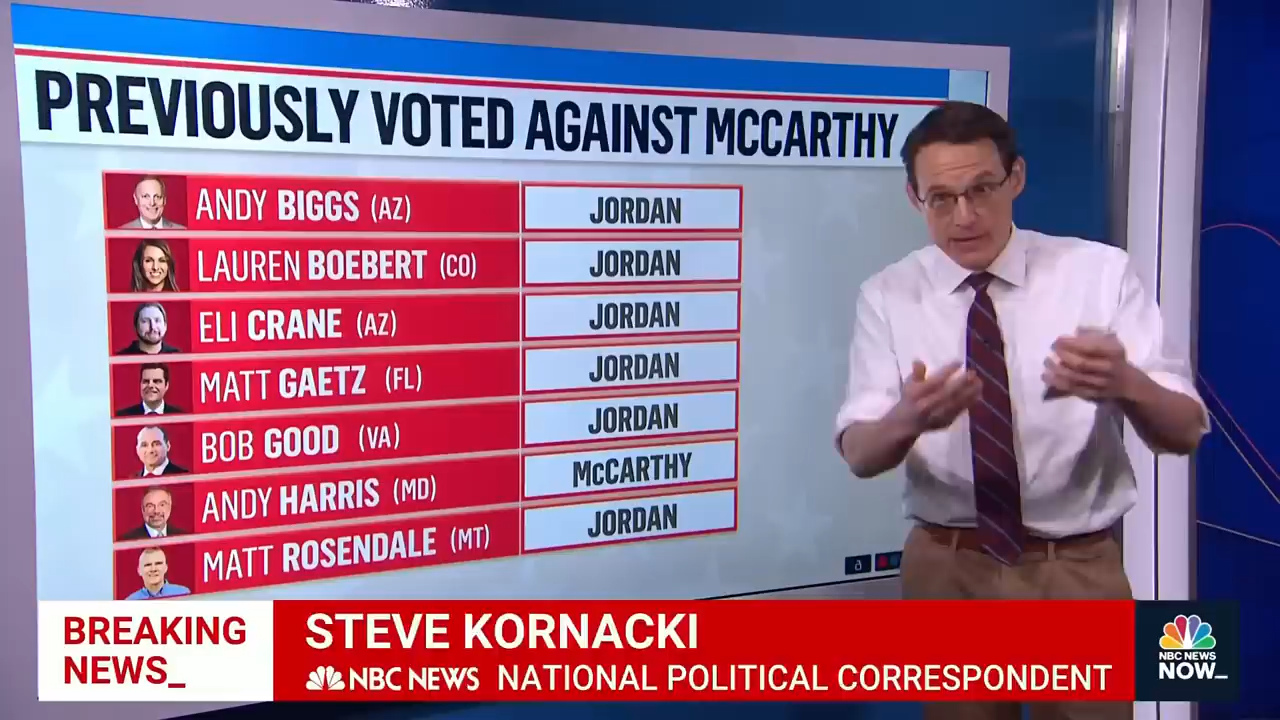 PREVIOUSLY VOTED AGAINST MCCARTHY
ANDY BIGGS (AZ) JORDAN
LAUREN BOEBERT (CO) JORDAN
ELI CRANE (AZ) JORDAN
MATT GAETZ (FL) JORDAN
BOB GOOD (VA) JORDAN
ANDY HARRIS (MD) McCARTHY
MATT ROSENDALE (MT) JORDAN
a
BREAKING
NEWS_
STEVE KORNACKI
NBC NEWS NATIONAL POLITICAL CORRESPONDENT
NBC NEWS
NOW_